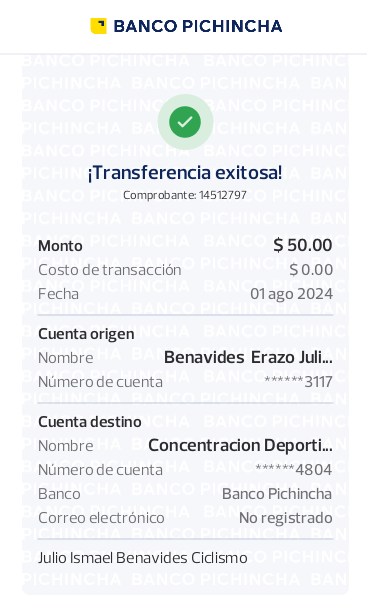 BANCO PICHINCHA
¡Transferencia exitosa!
Comprobante: 14512797
Monto $ 50.00
Costo de transacción $ 0.00
Fecha 01 ago 2024
Cuenta origen
Nombre Benavides Erazo Juli...
Número de cuenta ******3117
Cuenta destino
Nombre Concentracion Deporti...
Número de cuenta ******4804
Banco Banco Pichincha
Correo electrónico No registrado
Julio Ismael Benavides Ciclismo